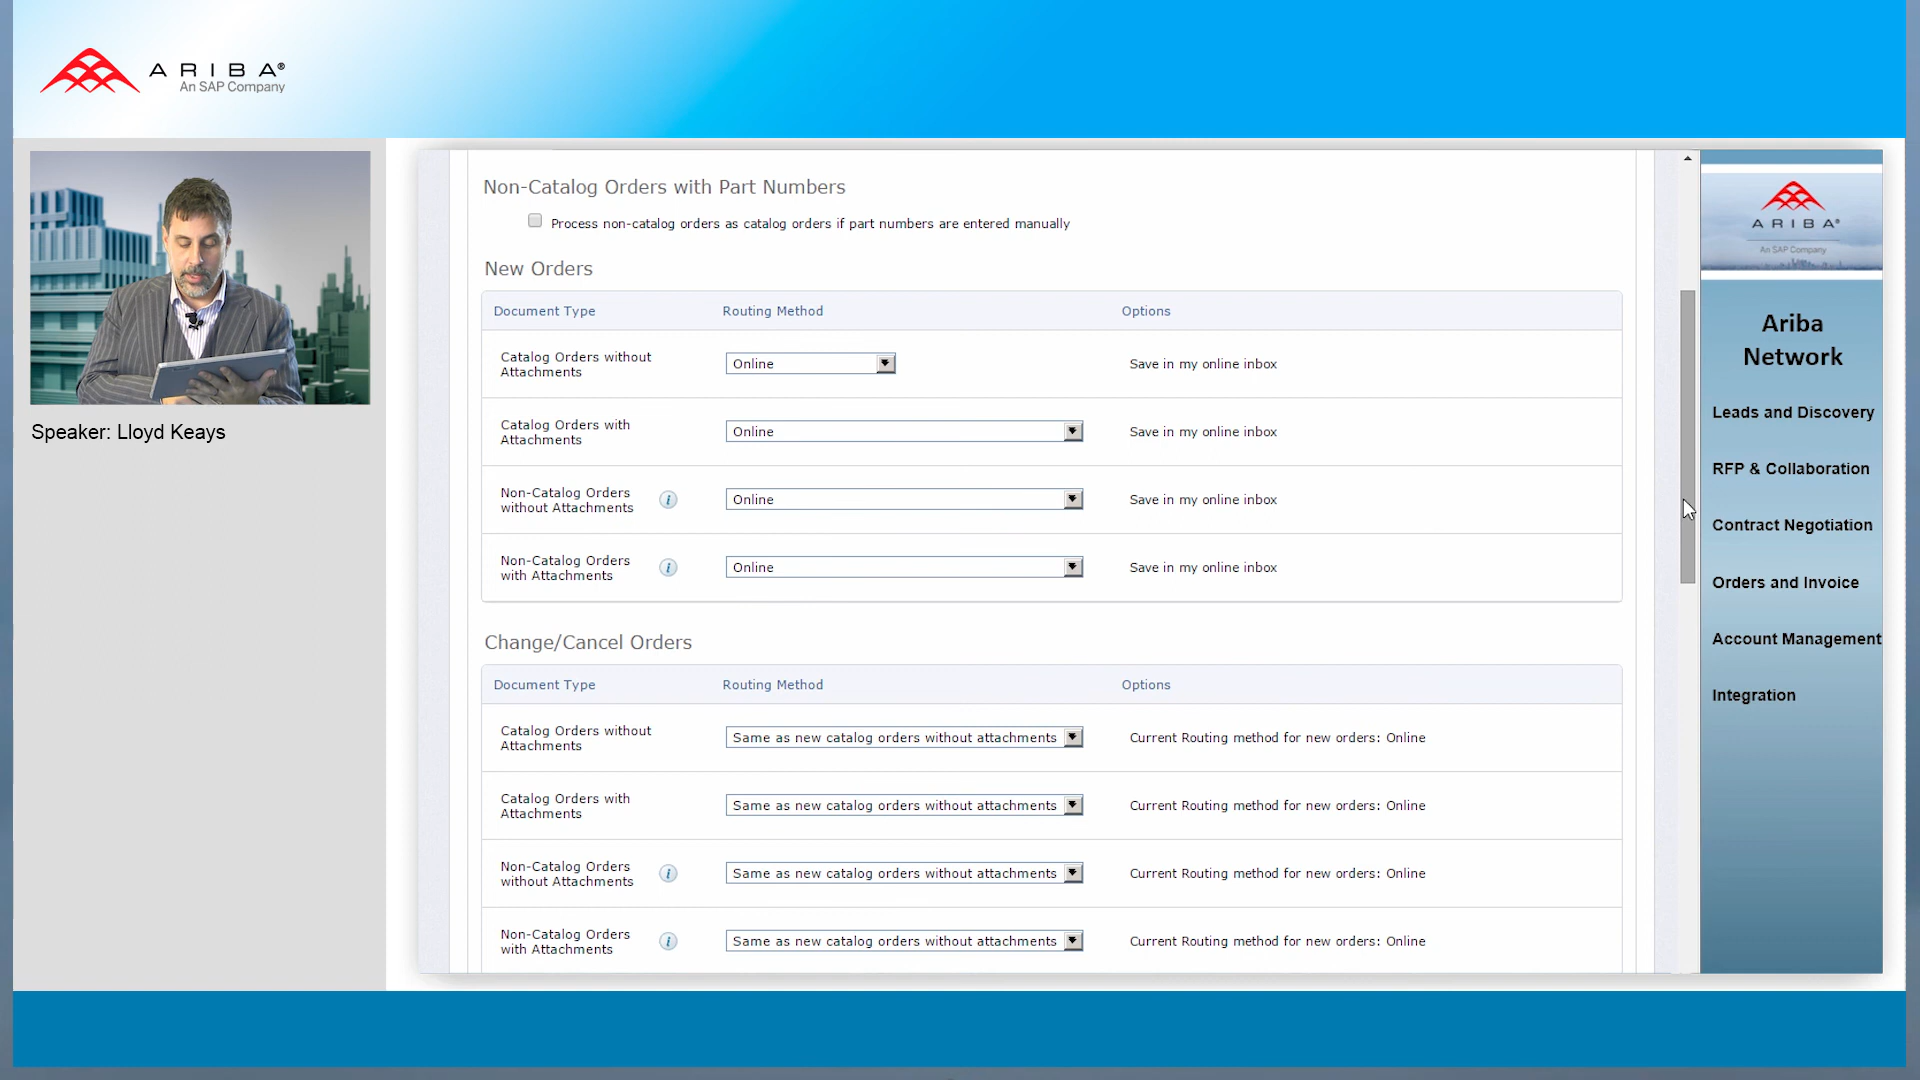 ARIBA®
An SAP Company
Speaker: Lloyd Keays
Non-Catalog Orders with Part Numbers
Process non-catalog orders as catalog orders if part numbers are entered manually
New Orders
Document Type Routing Method Options
Catalog Orders without
Attachments
Online
Save in my online inbox
Catalog Orders with
Attachments
Online
Save in my online inbox
Non-Catalog Orders
without Attachments
i
Online
Save in my online inbox
Non-Catalog Orders
with Attachments
i
Online
Save in my online inbox
Change/Cancel Orders
Document Type Routing Method Options
Catalog Orders without
Attachments
Same as new catalog orders without attachments
Current Routing method for new orders: Online
Catalog Orders with
Attachments
Same as new catalog orders without attachments
Current Routing method for new orders: Online
Non-Catalog Orders
without Attachments
i
Same as new catalog orders without attachments
Current Routing method for new orders: Online
Non-Catalog Orders
with Attachments
i
Same as new catalog orders without attachments
Current Routing method for new orders: Online
ARIBA®
An SAP Company
Ariba
Network
Leads and Discovery
RFP & Collaboration
Contract Negotiation
Orders and Invoice
Account Management
Integration